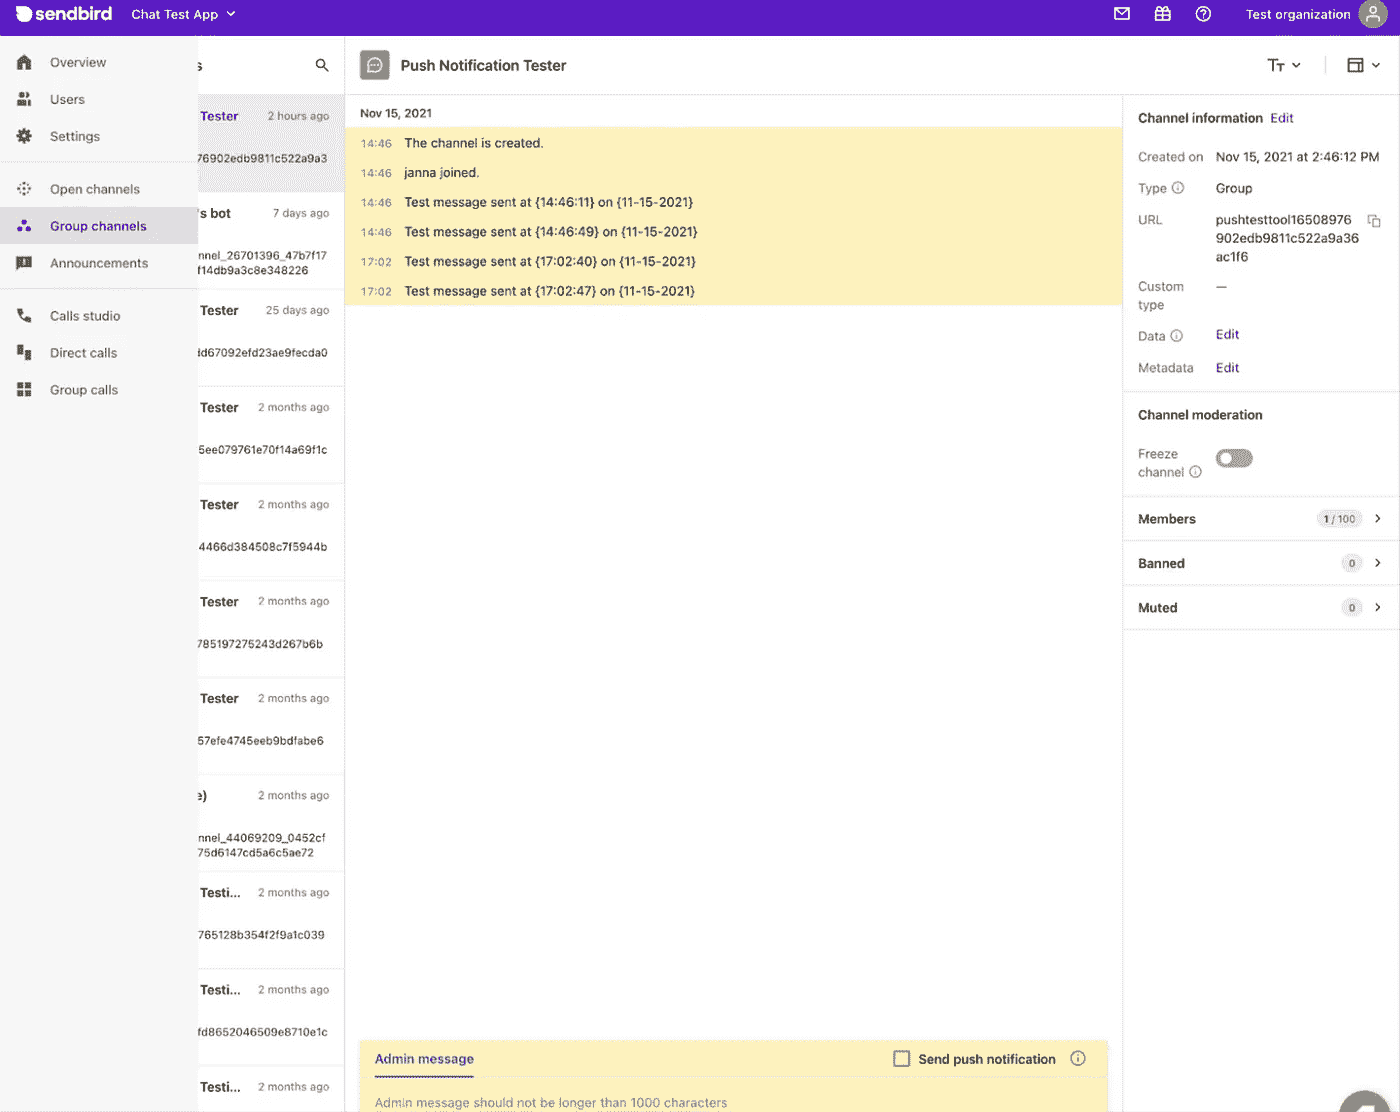 sendbird
Chat Test App
Test organization
Overview
Users
Settings
Open channels
Group channels
Announcements
Calls studio
Direct calls
Group calls
s
Tester 2 hours ago
76902edb9811c522a9a3
's bot 7 days ago
nnel_26701396_47b7f17
f14db9a3c8e348226
Tester 25 days ago
dd67092efd23ae9fecda0
Tester 2 months ago
5ee079761e70f14a69f1c
Tester 2 months ago
4466d384508c7f5944b
Tester 2 months ago
785197275243d267b6b
Tester 2 months ago
57efe4745eeb9bdfabe6
e) 2 months ago
nnel_44069209_0452cf
75d6147cd5a6c5ae72
Testi... 2 months ago
765128b354f2f9a1c039
Testi... 2 months ago
fd8652046509e8710e1c
Testi... 2 months ago
Push Notification Tester
Nov 15, 2021
14:46 The channel is created.
14:46 janna joined.
14:46 Test message sent at {14:46:11} on {11-15-2021}
14:46 Test message sent at {14:46:49} on {11-15-2021}
17:02 Test message sent at {17:02:40} on {11-15-2021}
17:02 Test message sent at {17:02:47} on {11-15-2021}
Admin message
Send push notification
Admin message should not be longer than 1000 characters
Tт
Channel information Edit
Created on Nov 15, 2021 at 2:46:12 PM
Type Group
URL pushtesttool16508976
902edb9811c522a9a36
ac1f6
Custom —
type
Data Edit
Metadata Edit
Channel moderation
Freeze
channel
Members 1 / 100
Banned 0
Muted 0